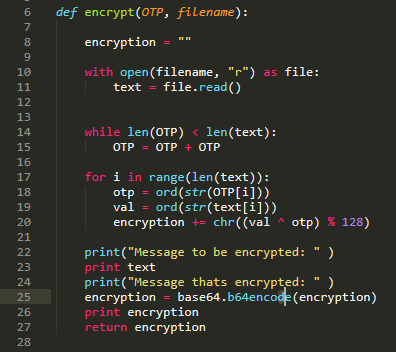 6 def encrypt(OTP, filename):
7
8 encryption = ""
9
10 with open(filename, "r") as file:
11 text = file.read()
12
13
14 while len(OTP) < len(text):
15 OTP = OTP + OTP
16
17 for i in range(len(text)):
18 otp = ord(str(OTP[i]))
19 val = ord(str(text[i]))
20 encryption += chr((val ^ otp) % 128)
21
22 print("Message to be encrypted: " )
23 print text
24 print("Message thats encrypted: " )
25 encryption = base64.b64encode(encryption)
26 print encryption
27 return encryption
28